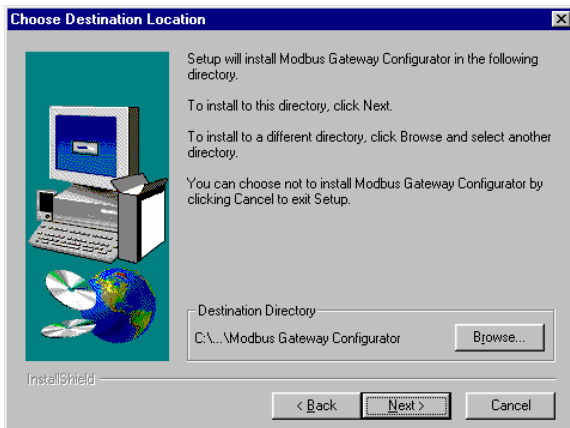 Choose Destination Location
Setup will install Modbus Gateway Configurator in the following
directory.
To install to this directory, click Next.
To install to a different directory, click Browse and select another
directory.
You can choose not to install Modbus Gateway Configurator by
clicking Cancel to exit Setup.
Destination Directory
C:\...\Modbus Gateway Configurator
Browse...
InstallShield
< Back
Next >
Cancel